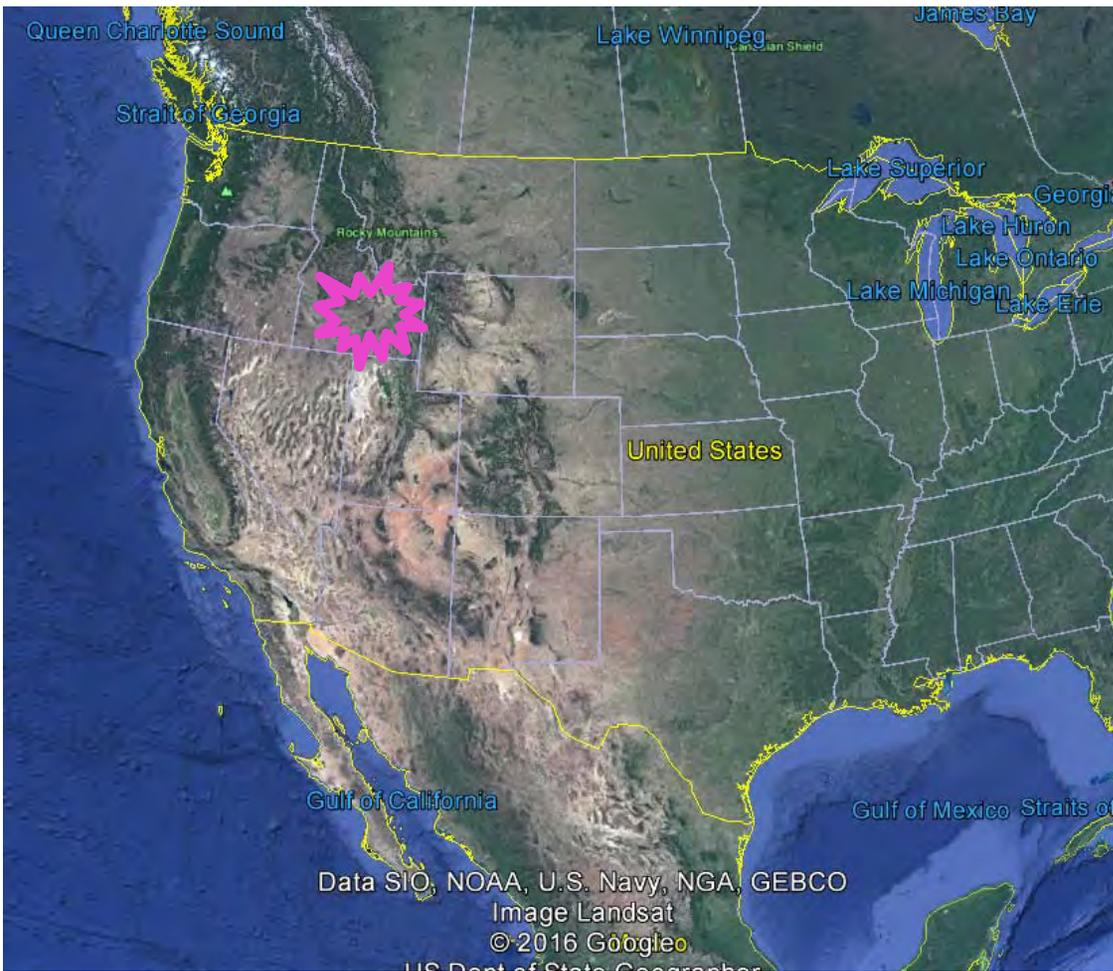 James Bay
Queen Charlotte Sound
Lake Winnipeg
Canadian Shield
Strait of Georgia
Lake Superior
Georgi
Lake Huron
Rocky Mountains
Lake Ontario
Lake Michigan
Lake Erie
United States
Gulf of California
Gulf of Mexico
Straits o
Data SIO, NOAA, U.S. Navy, NGA, GEBCO
Image Landsat
© 2016 Google
US Dept of State Geographer